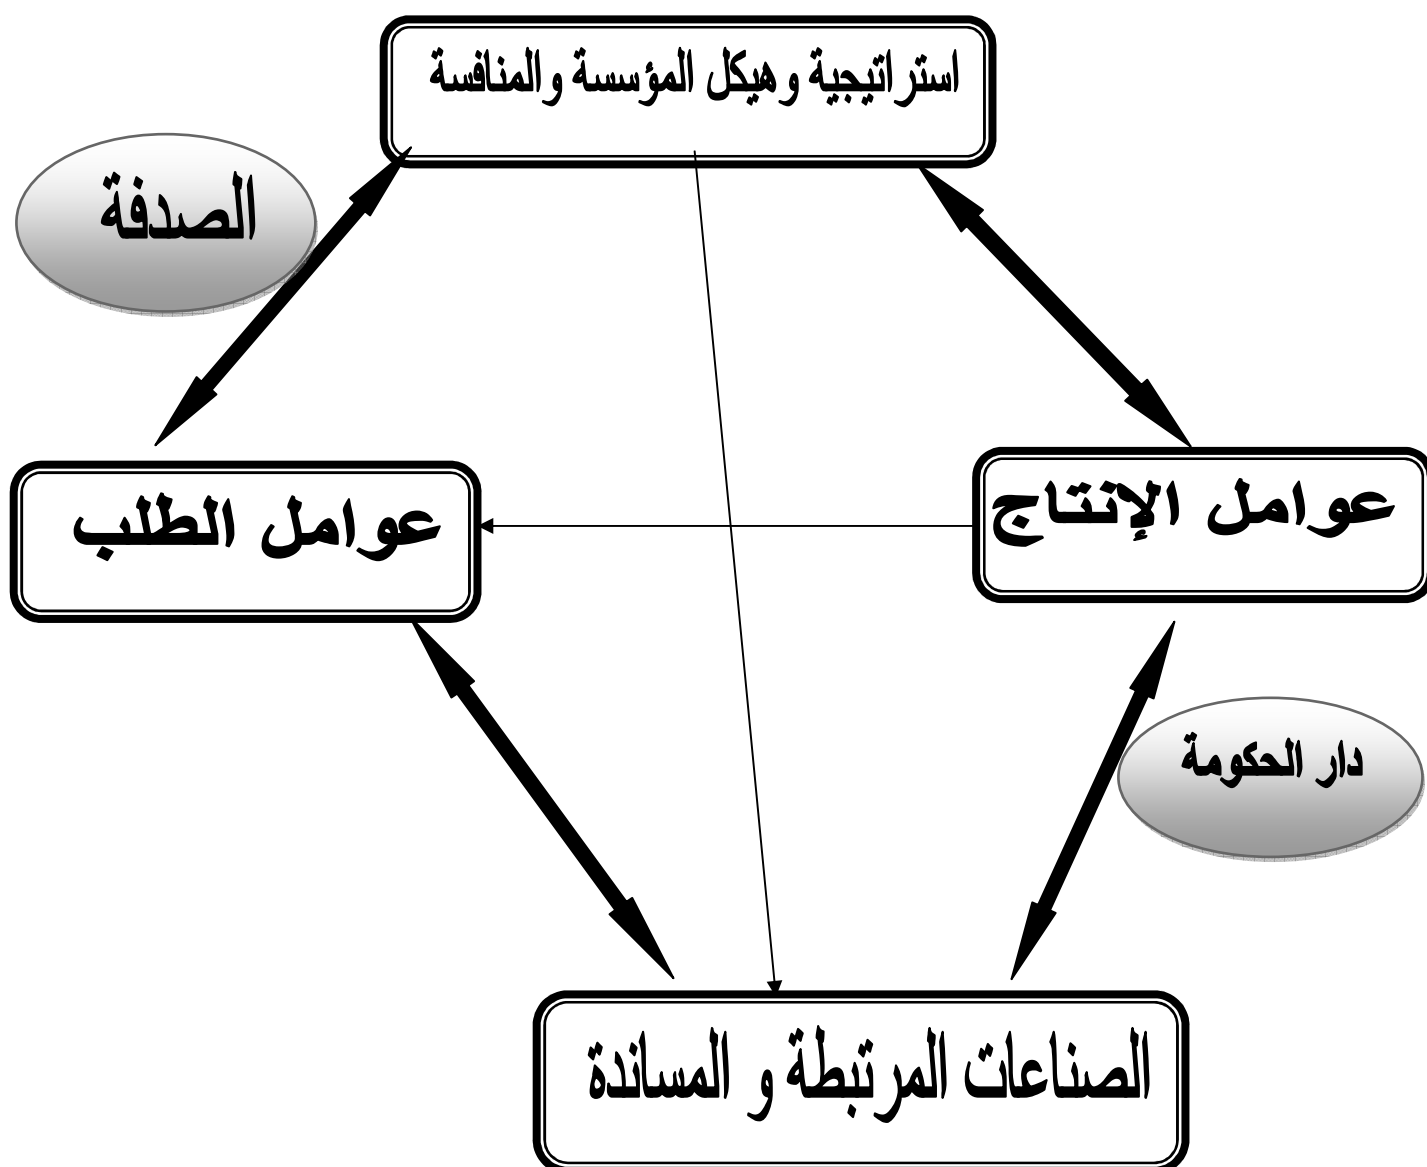 استراتيجية وهيكل المؤسسة والمنافسة
الصدفة
عوامل الإنتاج
عوامل الطلب
دار الحكومة
الصناعات المرتبطة و المساندة